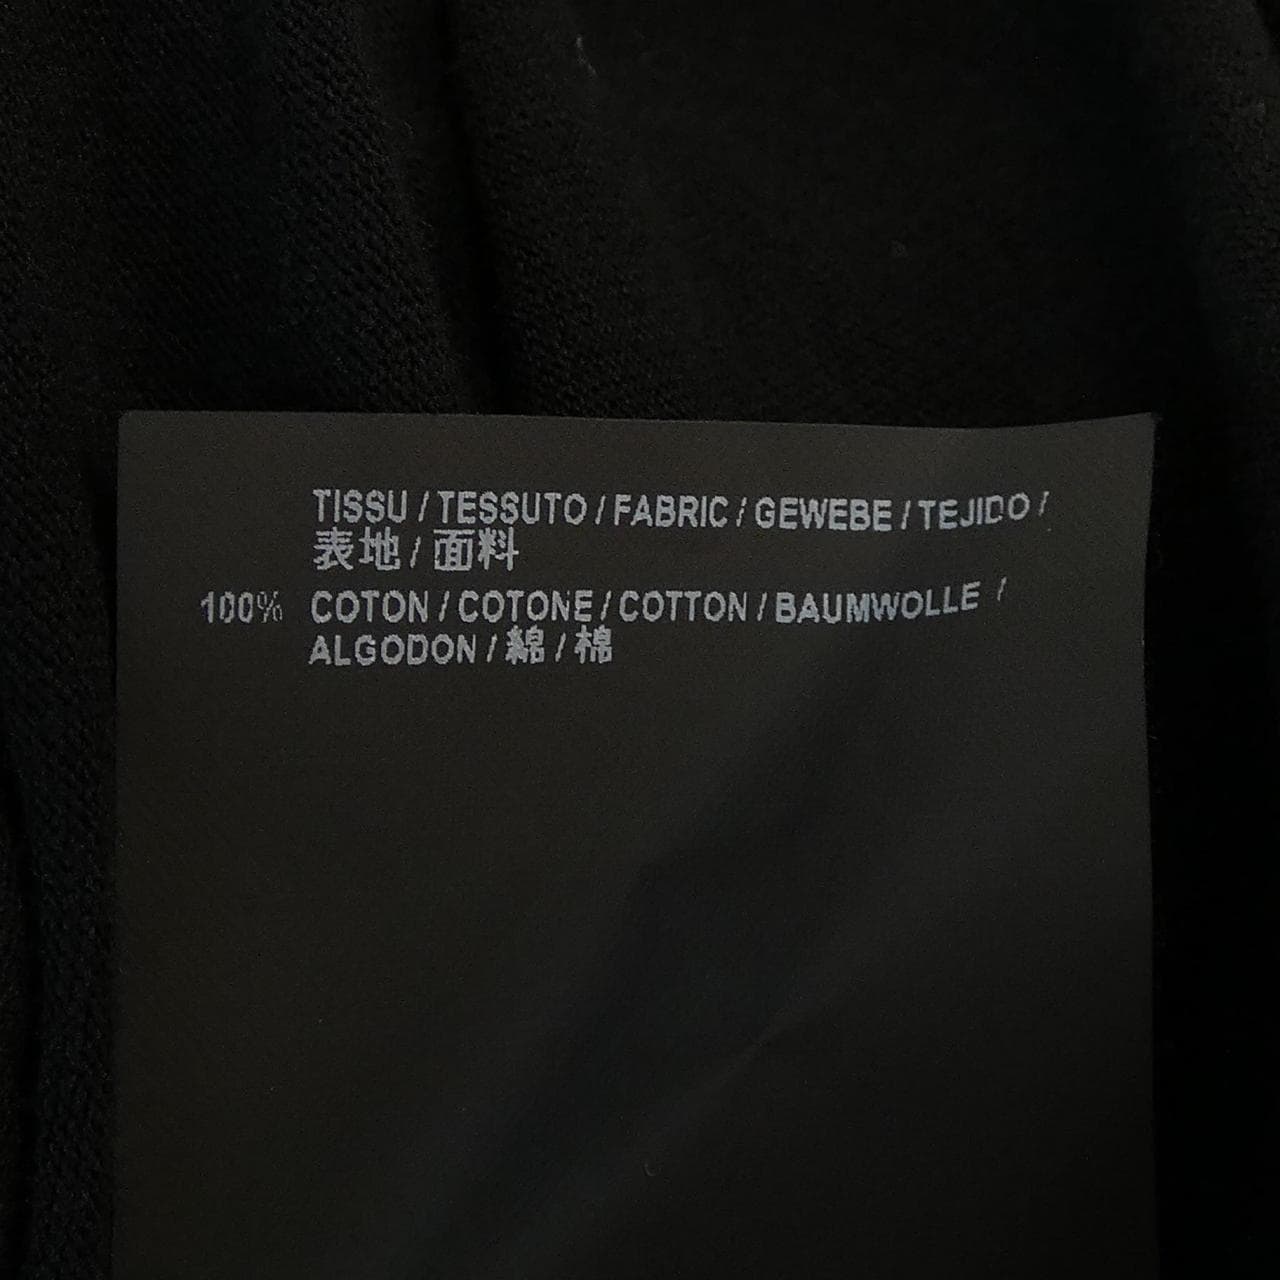 TISSU / TESSUTO / FABRIC / GEWEBE / TEJIDO /
表地 / 面料
100% COTON / COTONE / COTTON / BAUMWOLLE /
ALGODON / 綿 / 棉